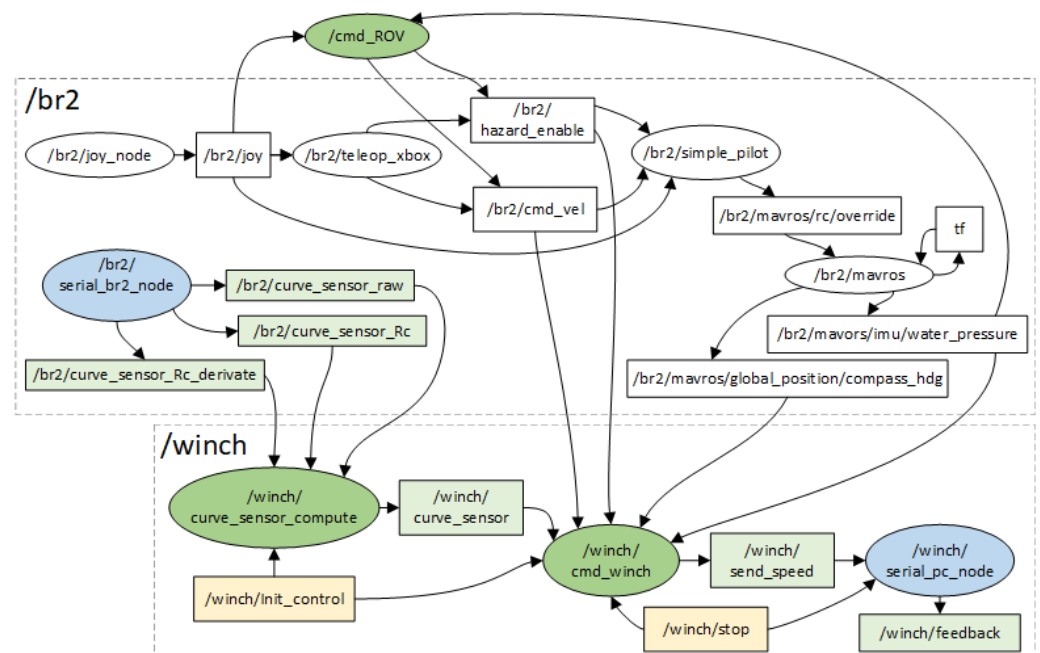 /cmd_ROV
/br2
/br2/
hazard_enable
/br2/joy_node
/br2/joy
/br2/teleop_xbox
/br2/simple_pilot
/br2/cmd_vel
/br2/mavros/rc/override
tf
/br2/
serial_br2_node
/br2/curve_sensor_raw
/br2/mavros
/br2/curve_sensor_Rc
/br2/mavors/imu/water_pressure
/br2/curve_sensor_Rc_derivate
/br2/mavros/global_position/compass_hdg
/winch
/winch/
curve_sensor_compute
/winch/
curve_sensor
/winch/
cmd_winch
/winch/
send_speed
/winch/
serial_pc_node
/winch/Init_control
/winch/stop
/winch/feedback